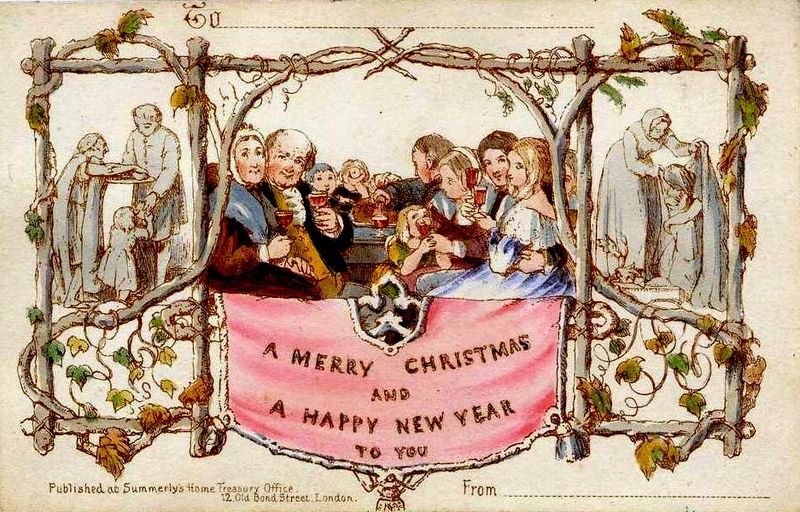 To
A MERRY CHRISTMAS
AND
A HAPPY NEW YEAR
TO YOU
Published at Summerly's Home Treasury Office.
12, Old Bond Street, London.
From